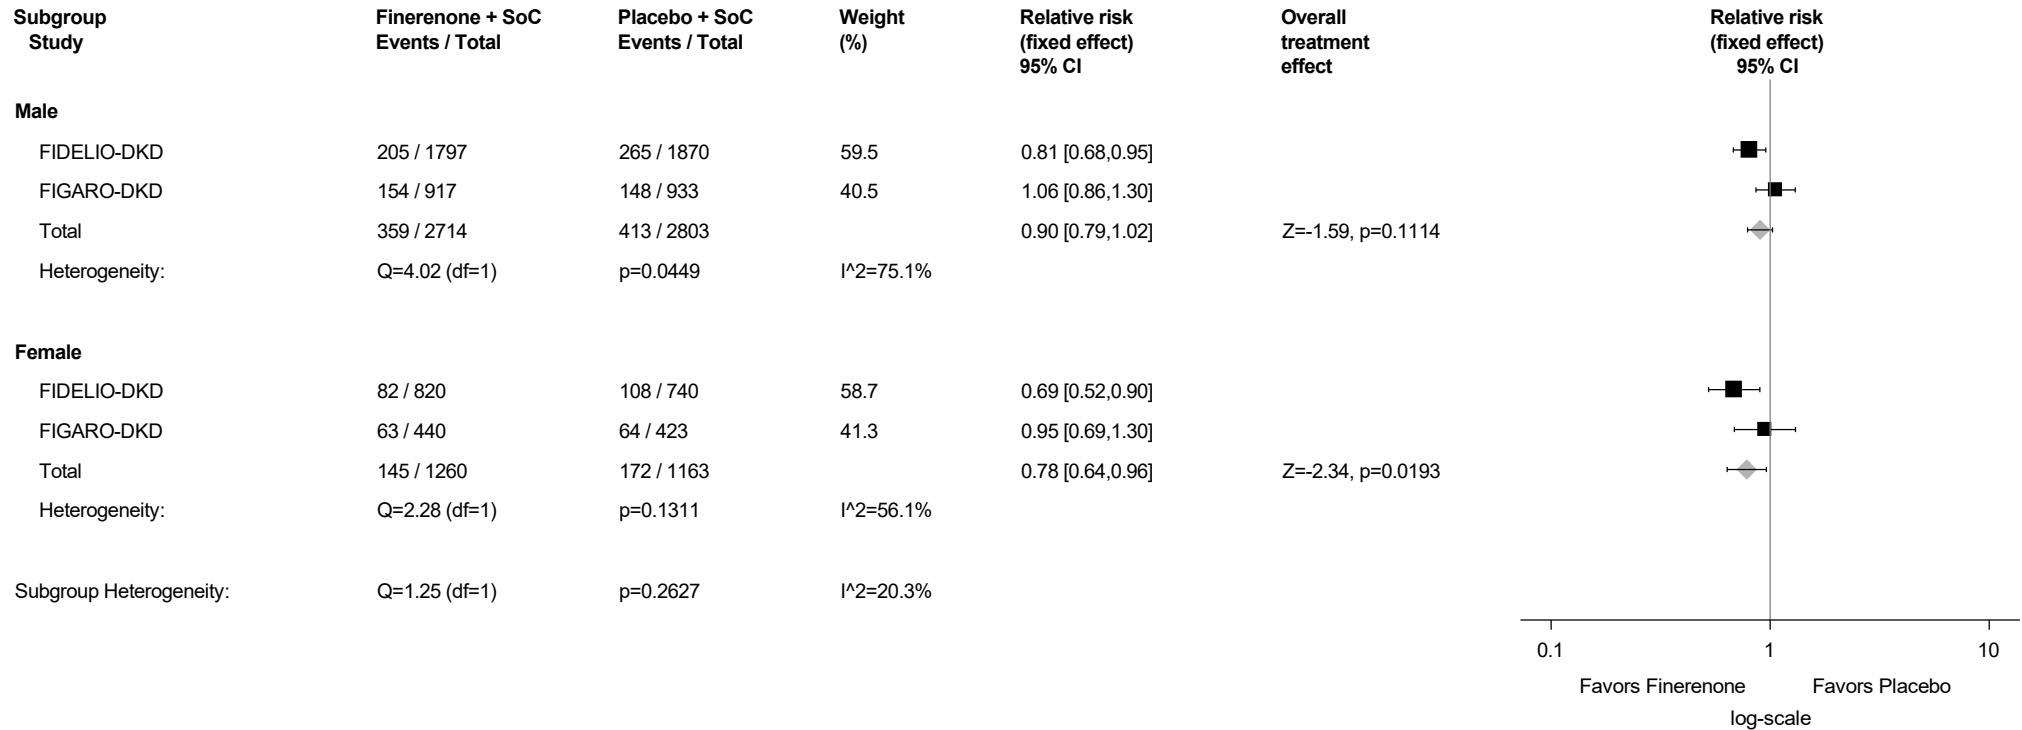 Subgroup Finerenone + SoC Placebo + SoC Weight Relative risk Overall Relative risk
Study Events / Total Events / Total (%) (fixed effect) treatment (fixed effect)
95% CI effect 95% CI
Male
FIDELIO-DKD 205 / 1797 265 / 1870 59.5 0.81 [0.68,0.95]
FIGARO-DKD 154 / 917 148 / 933 40.5 1.06 [0.86,1.30]
Total 359 / 2714 413 / 2803 0.90 [0.79,1.02] Z=-1.59, p=0.1114
Heterogeneity: Q=4.02 (df=1) p=0.0449 I^2=75.1%
Female
FIDELIO-DKD 82 / 820 108 / 740 58.7 0.69 [0.52,0.90]
FIGARO-DKD 63 / 440 64 / 423 41.3 0.95 [0.69,1.30]
Total 145 / 1260 172 / 1163 0.78 [0.64,0.96] Z=-2.34, p=0.0193
Heterogeneity: Q=2.28 (df=1) p=0.1311 I^2=56.1%
Subgroup Heterogeneity: Q=1.25 (df=1) p=0.2627 I^2=20.3%
0.1 1 10
Favors Finerenone Favors Placebo
log-scale